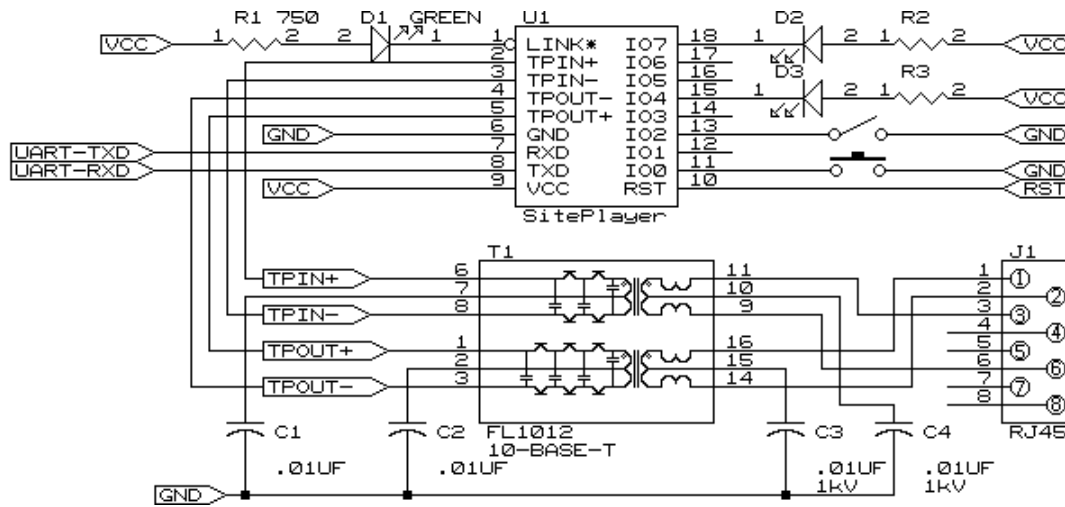 R1 750 D1 GREEN U1 D2 R2
VCC 1 2 2 1 1 LINK* IO7 18 1 2 1 2 VCC
2 TPIN+ IO6 17
3 TPIN- IO5 16 D3 R3
4 TPOUT- IO4 15 1 2 1 2 VCC
5 TPOUT+ IO3 14
GND 6 GND IO2 13 GND
UART-TXD 7 RXD IO1 12
UART-RXD 8 TXD IO0 11 GND
VCC 9 VCC RST 10 RST
SitePlayer
T1 J1
TPIN+ 6 11 1 1
7 10 2 2
TPIN- 8 9 3 3
4 4
TPOUT+ 1 16 5 5
2 15 6 6
TPOUT- 3 14 7 7
8 8
C1 C2 FL1012 C3 C4 RJ45
10-BASE-T
.01UF .01UF .01UF .01UF
1kV 1kV
GND